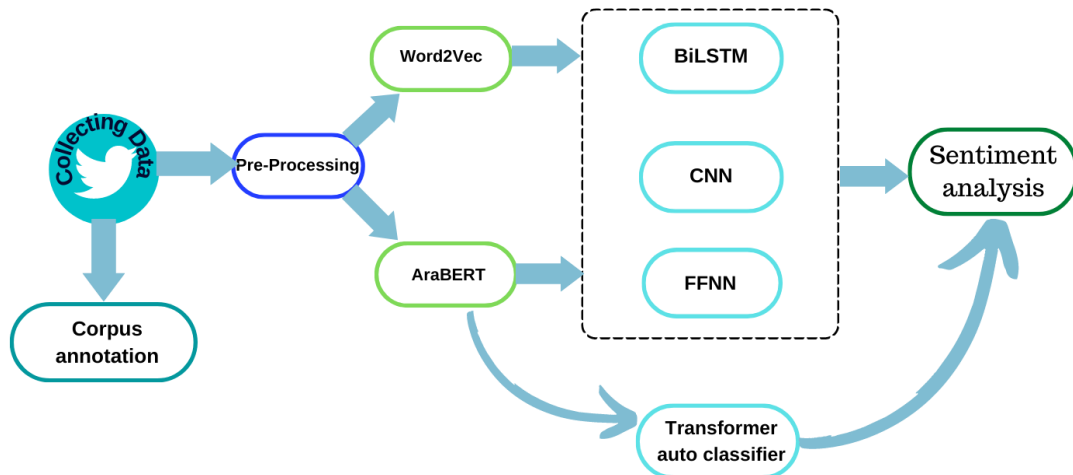 Collecting Data
Corpus
annotation
Pre-Processing
Word2Vec
AraBERT
BiLSTM
CNN
FFNN
Transformer
auto classifier
Sentiment
analysis